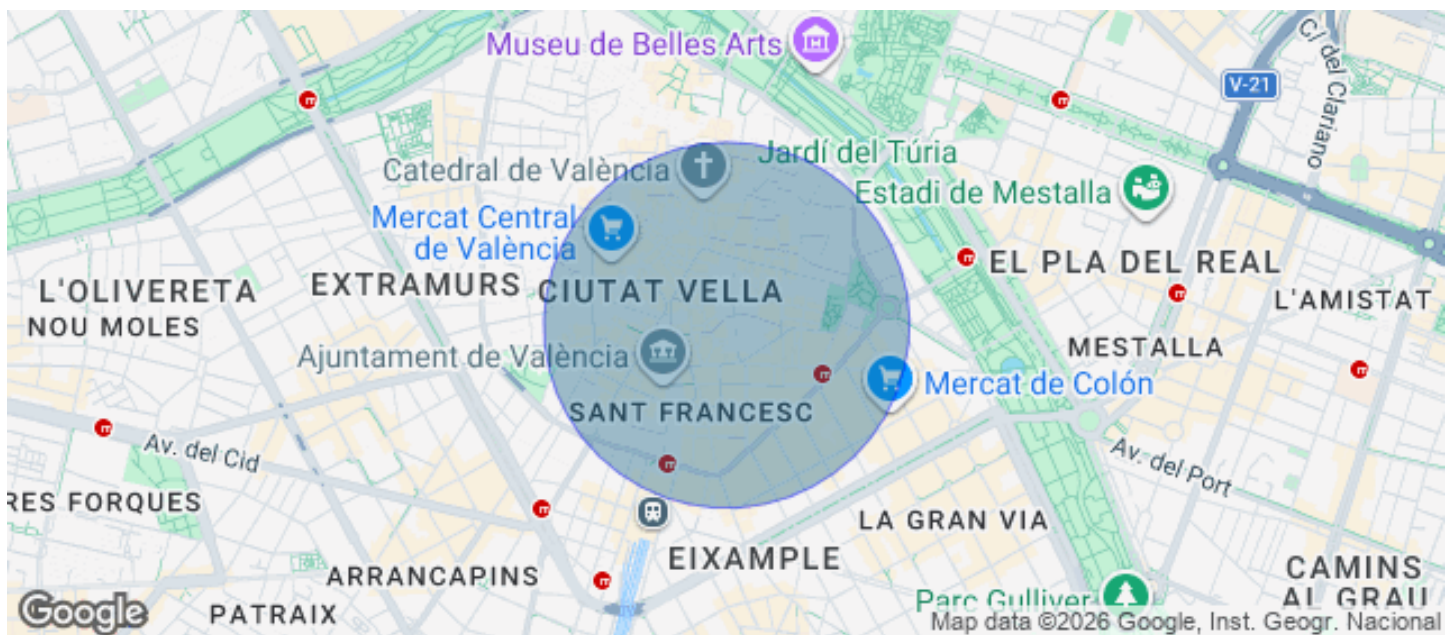 Museu de Belles Arts
V-21
C/ del Clariano
Catedral de València
Jardí del Túria
Estadi de Mestalla
Mercat Central
de València
EL PLA DEL REAL
L'OLIVERETA
EXTRAMURS
CIUTAT VELLA
L'AMISTAT
NOU MOLES
Ajuntament de València
MESTALLA
Mercat de Colón
SANT FRANCESC
Av. del Cid
Av. del Port
RES FORQUES
LA GRAN VIA
EIXAMPLE
ARRANCAPINS
CAMINS
AL GRAU
Parc Gulliver
Google
PATRAIX
Map data ©2026 Google, Inst. Geogr. Nacional